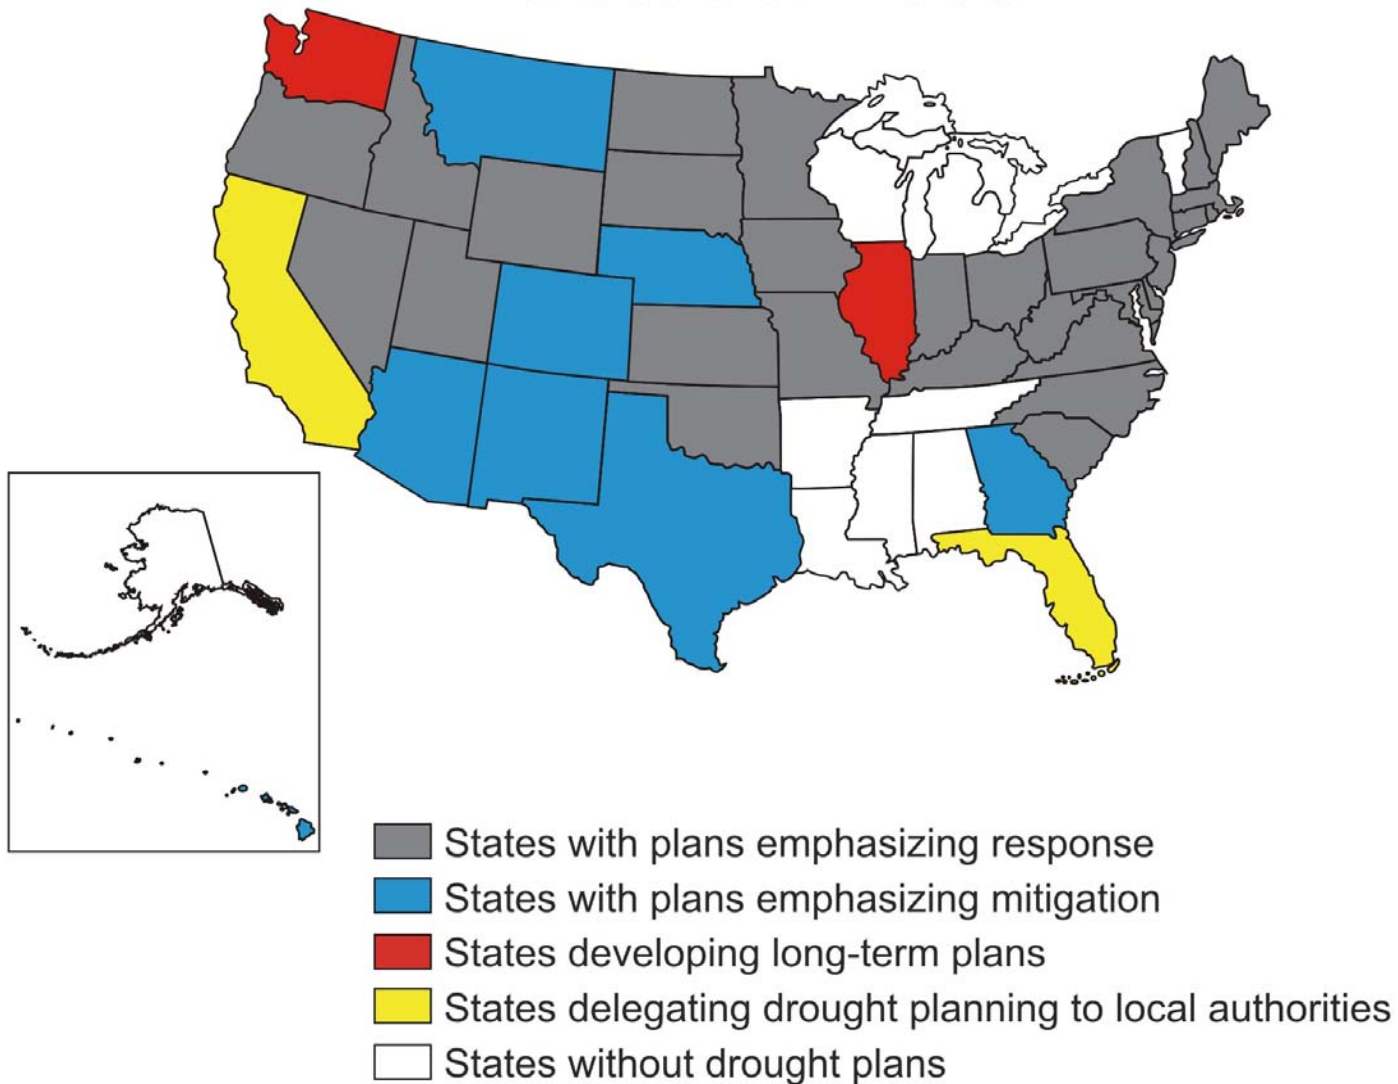 States with plans emphasizing response
States with plans emphasizing mitigation
States developing long-term plans
States delegating drought planning to local authorities
States without drought plans